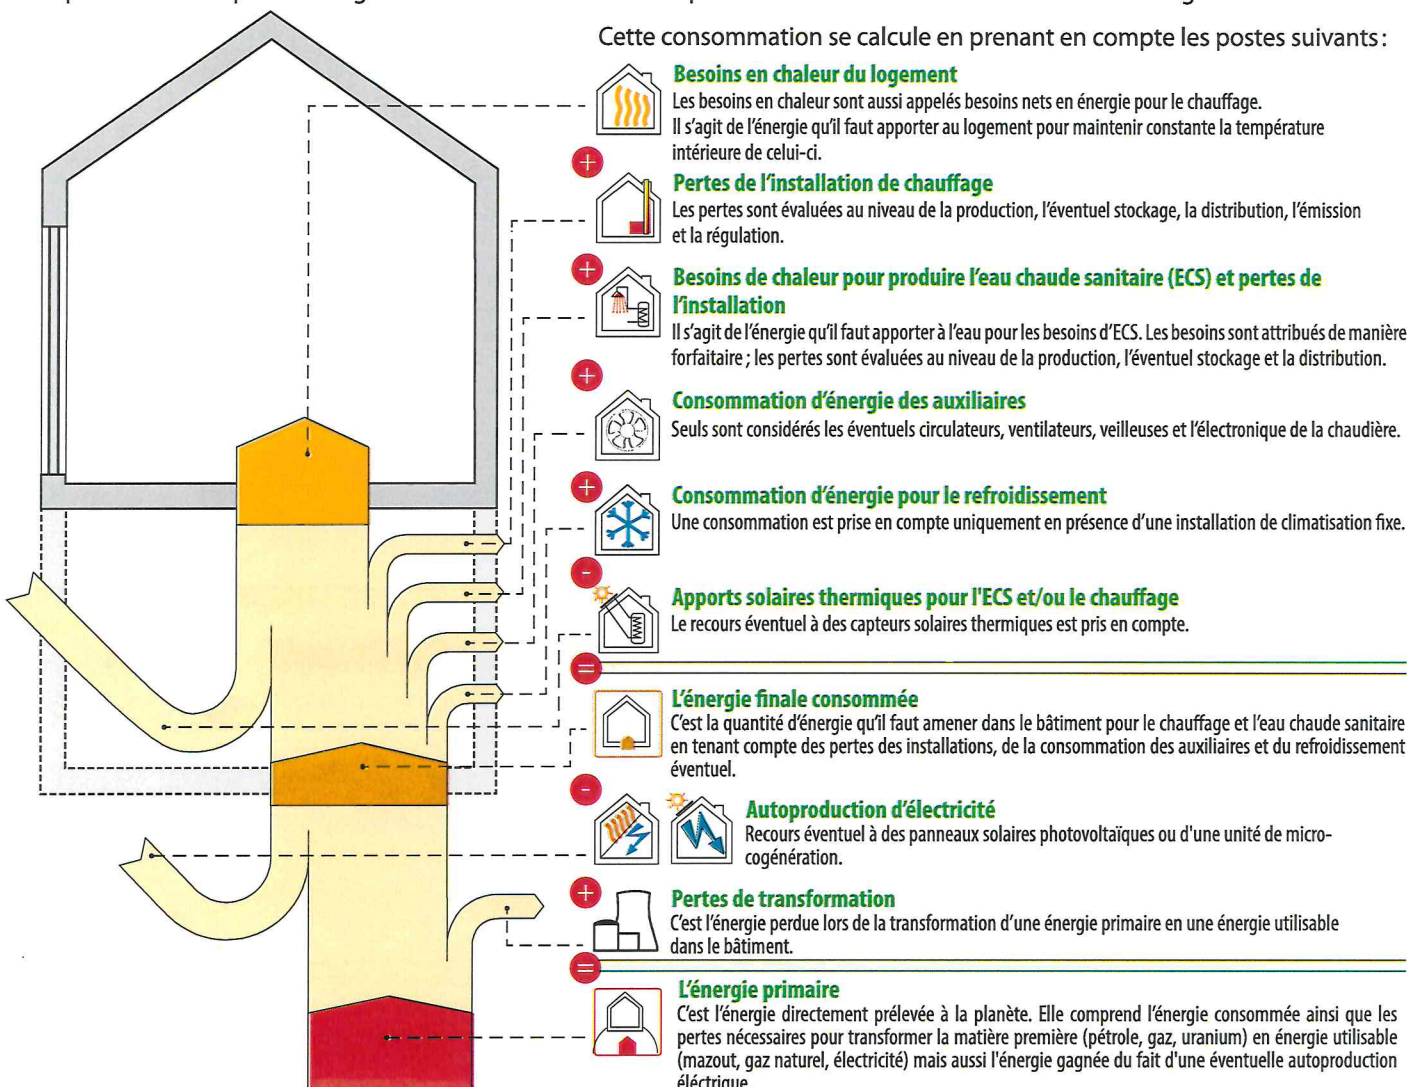 Cette consommation se calcule en prenant en compte les postes suivants :
Besoins en chaleur du logement
Les besoins en chaleur sont aussi appelés besoins nets en énergie pour le chauffage.
Il s'agit de l'énergie qu'il faut apporter au logement pour maintenir constante la température
intérieure de celui-ci.
+
Pertes de l'installation de chauffage
Les pertes sont évaluées au niveau de la production, l'éventuel stockage, la distribution, l'émission
et la régulation.
+
Besoins de chaleur pour produire l'eau chaude sanitaire (ECS) et pertes de
l'installation
Il s'agit de l'énergie qu'il faut apporter à l'eau pour les besoins d'ECS. Les besoins sont attribués de manière
forfaitaire ; les pertes sont évaluées au niveau de la production, l'éventuel stockage et la distribution.
+
Consommation d'énergie des auxiliaires
Seuls sont considérés les éventuels circulateurs, ventilateurs, veilleuses et l'électronique de la chaudière.
+
Consommation d'énergie pour le refroidissement
Une consommation est prise en compte uniquement en présence d'une installation de climatisation fixe.
-
Apports solaires thermiques pour l'ECS et/ou le chauffage
Le recours éventuel à des capteurs solaires thermiques est pris en compte.
=
L'énergie finale consommée
C'est la quantité d'énergie qu'il faut amener dans le bâtiment pour le chauffage et l'eau chaude sanitaire
en tenant compte des pertes des installations, de la consommation des auxiliaires et du refroidissement
éventuel.
-
Autoproduction d'électricité
Recours éventuel à des panneaux solaires photovoltaïques ou d'une unité de micro-
cogénération.
+
Pertes de transformation
C'est l'énergie perdue lors de la transformation d'une énergie primaire en une énergie utilisable
dans le bâtiment.
=
L'énergie primaire
C'est l'énergie directement prélevée à la planète. Elle comprend l'énergie consommée ainsi que les
pertes nécessaires pour transformer la matière première (pétrole, gaz, uranium) en énergie utilisable
(mazout, gaz naturel, électricité) mais aussi l'énergie gagnée du fait d'une éventuelle autoproduction
éléctrique